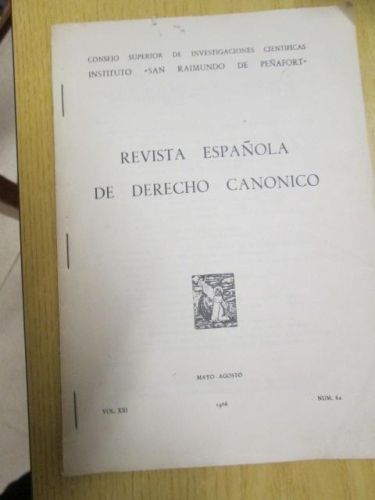 CONSEJO SUPERIOR DE INVESTIGACIONES CIENTIFICAS
INSTITUTO «SAN RAIMUNDO DE PEÑAFORT»
REVISTA ESPAÑOLA
DE DERECHO CANONICO
MAYO-AGOSTO
VOL. XXI 1966 NUM. 62